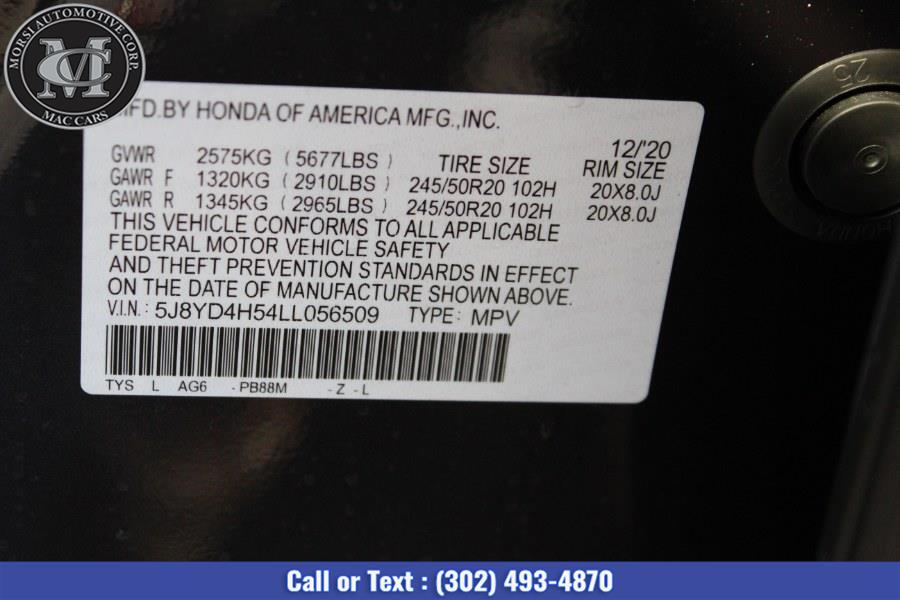 MORSI AUTOMOTIVE CORP.
MC
MAC CARS
MFD.BY HONDA OF AMERICA MFG.,INC.
12/'20
GVWR 2575KG (5677LBS) TIRE SIZE RIM SIZE
GAWR F 1320KG (2910LBS) 245/50R20 102H 20X8.0J
GAWR R 1345KG (2965LBS) 245/50R20 102H 20X8.0J
THIS VEHICLE CONFORMS TO ALL APPLICABLE
FEDERAL MOTOR VEHICLE SAFETY
AND THEFT PREVENTION STANDARDS IN EFFECT
ON THE DATE OF MANUFACTURE SHOWN ABOVE.
V.I.N.: 5J8YD4H54LL056509 TYPE: MPV
TYS L AG6 -PB88M -Z -L
25
HONDA
Call or Text : (302) 493-4870